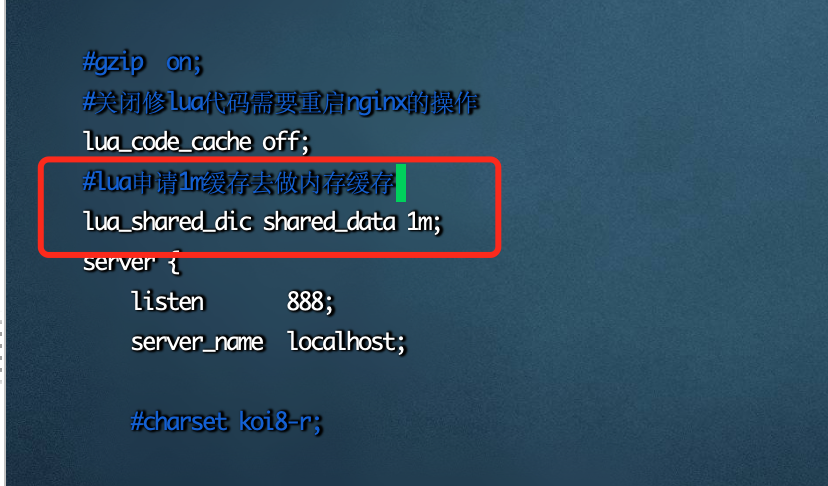 #gzip  on;
#关闭修lua代码需要重启nginx的操作
lua_code_cache off;
#lua申请1m缓存去做内存缓存
lua_shared_dic shared_data 1m;
server {
listen       888;
server_name  localhost;
#charset koi8-r;